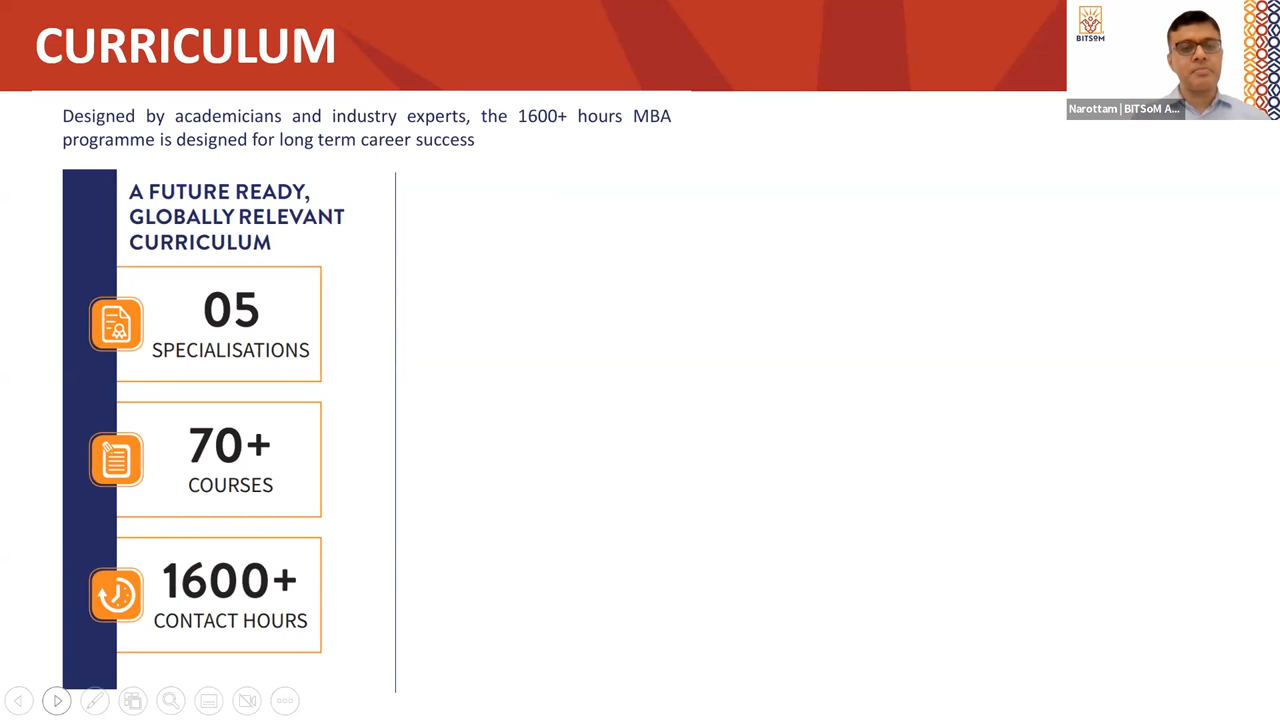 CURRICULUM
BITSoM
Narottam | BITSoM A...
Designed by academicians and industry experts, the 1600+ hours MBA
programme is designed for long term career success
A FUTURE READY,
GLOBALLY RELEVANT
CURRICULUM
05
SPECIALISATIONS
70+
COURSES
1600+
CONTACT HOURS